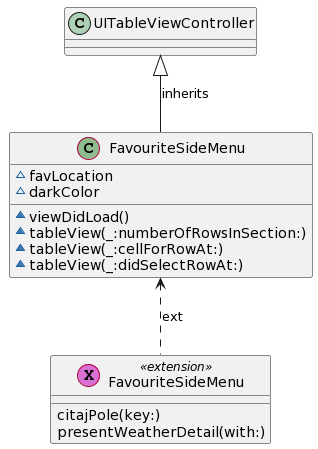 C UITableViewController
inherits
C FavouriteSideMenu
favLocation
darkColor
viewDidLoad()
tableView(_:numberOfRowsInSection:)
tableView(_:cellForRowAt:)
tableView(_:didSelectRowAt:)
ext
«extension»
X FavouriteSideMenu
citajPole(key:)
presentWeatherDetail(with:)